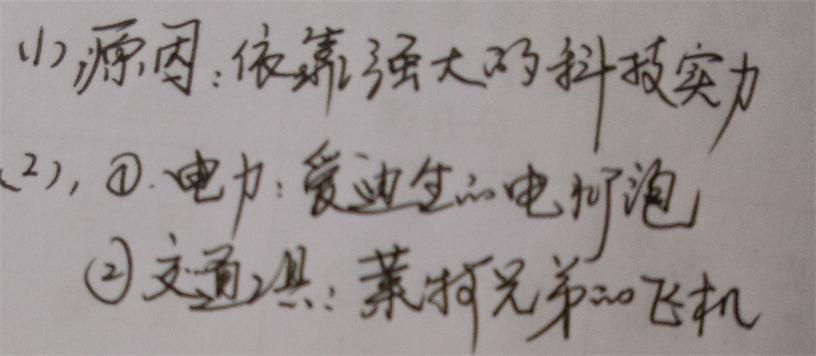 (1)源因:依靠强大的科技实力
(2),①.电力:爱迪生的电灯泡
②交通工具:莱特兄弟的飞机